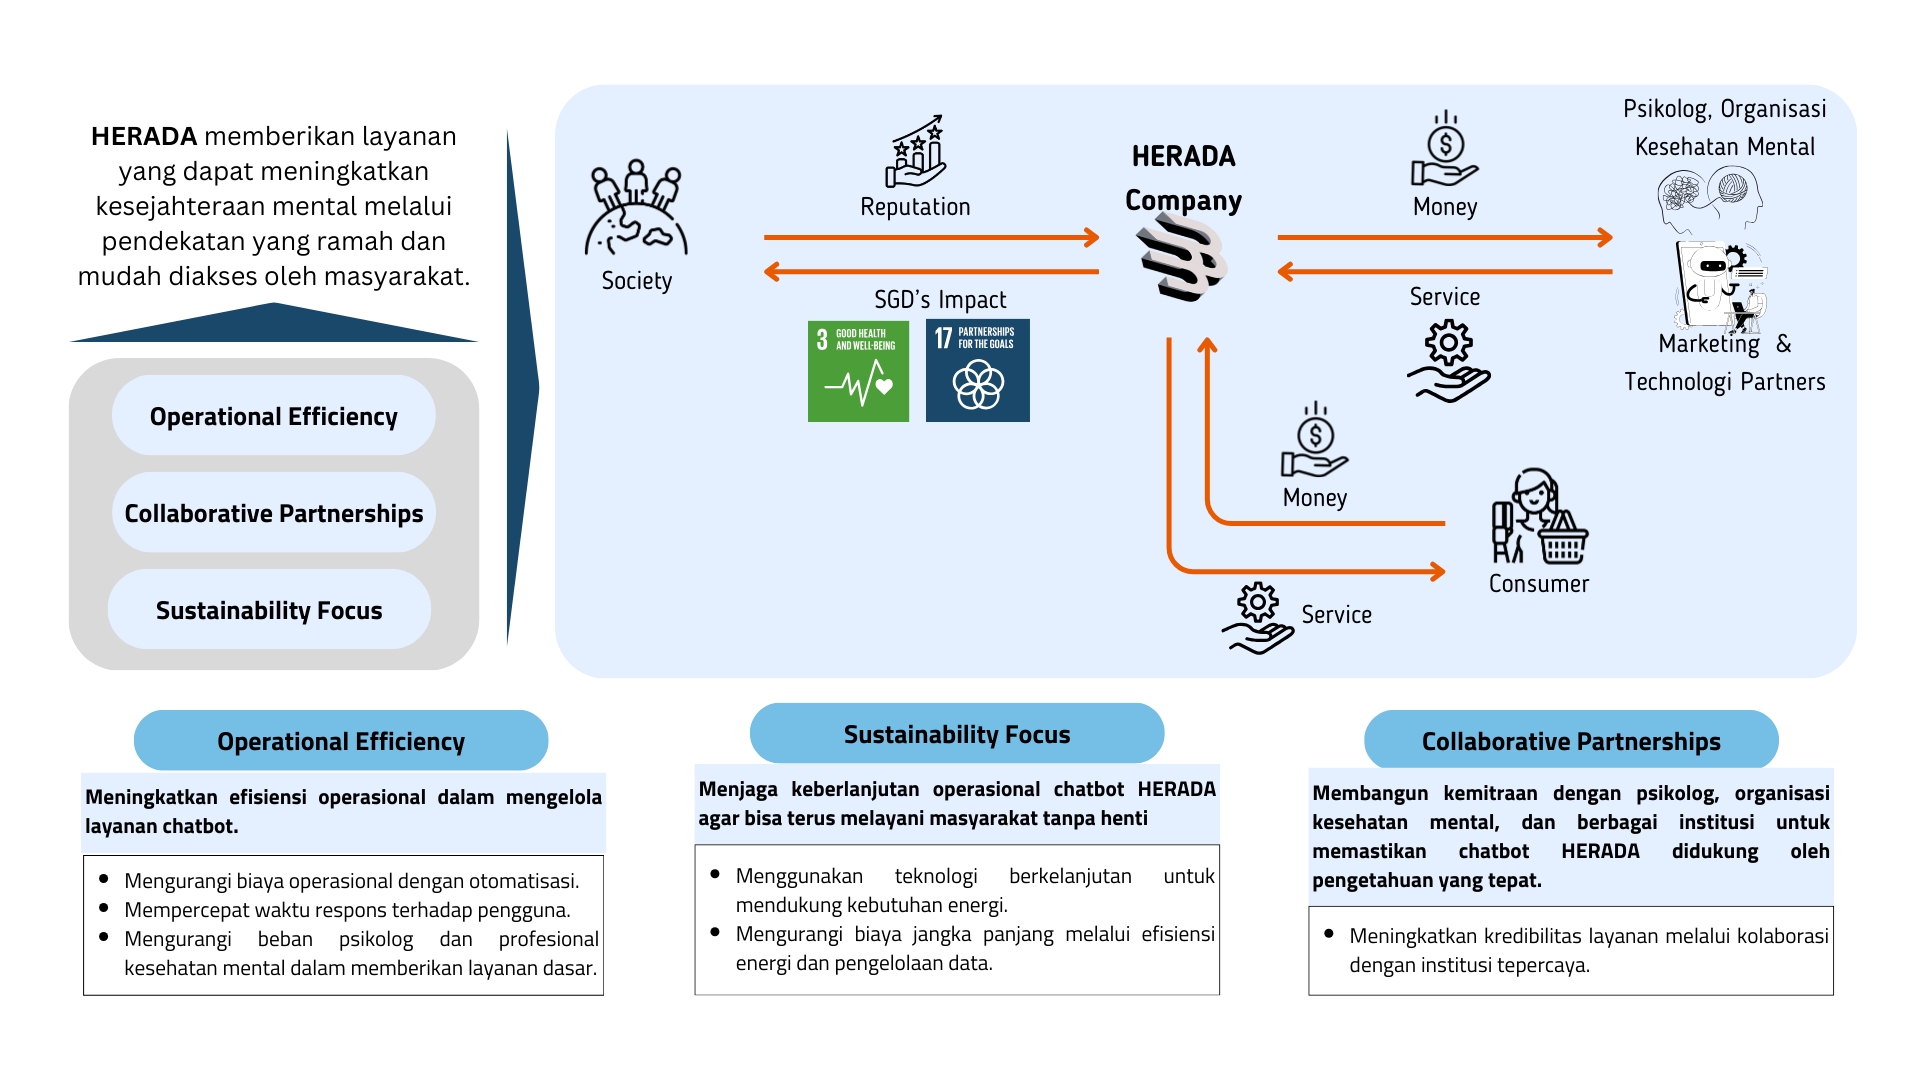 HERADA memberikan layanan
yang dapat meningkatkan
kesejahteraan mental melalui
pendekatan yang ramah dan
mudah diakses oleh masyarakat.
Operational Efficiency
Collaborative Partnerships
Sustainability Focus
Society
Reputation
SGD's Impact
3 GOOD HEALTH
AND WELL-BEING
17 PARTNERSHIPS
FOR THE GOALS
HERADA
Company
Money
Service
Psikolog, Organisasi
Kesehatan Mental
Marketing &
Technologi Partners
Money
Consumer
Service
Operational Efficiency
Meningkatkan efisiensi operasional dalam mengelola
layanan chatbot.
• Mengurangi biaya operasional dengan otomatisasi.
• Mempercepat waktu respons terhadap pengguna.
• Mengurangi beban psikolog dan profesional
kesehatan mental dalam memberikan layanan dasar.
Sustainability Focus
Menjaga keberlanjutan operasional chatbot HERADA
agar bisa terus melayani masyarakat tanpa henti
• Menggunakan teknologi berkelanjutan untuk
mendukung kebutuhan energi.
• Mengurangi biaya jangka panjang melalui efisiensi
energi dan pengelolaan data.
Collaborative Partnerships
Membangun kemitraan dengan psikolog, organisasi
kesehatan mental, dan berbagai institusi untuk
memastikan chatbot HERADA didukung oleh
pengetahuan yang tepat.
• Meningkatkan kredibilitas layanan melalui kolaborasi
dengan institusi tepercaya.